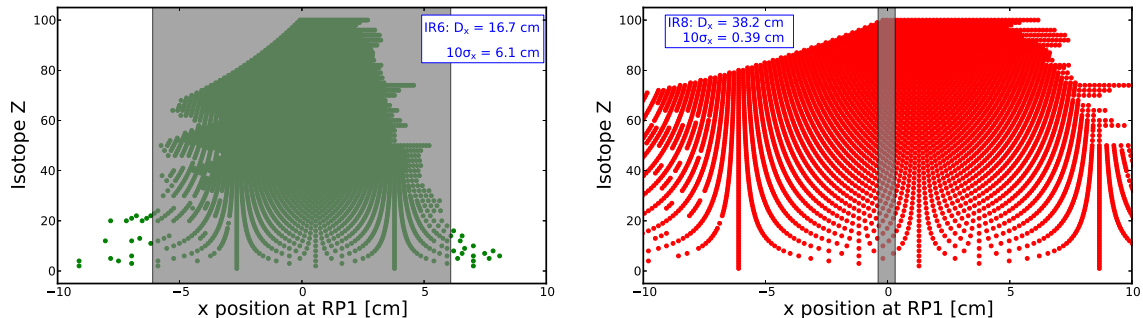 100
80
60
40
20
0
Isotope Z
−10
−5
0
5
10
x position at RP1 [cm]
IR6: Dx = 16.7 cm
10σx = 6.1 cm
100
80
60
40
20
0
Isotope Z
−10
−5
0
5
10
x position at RP1 [cm]
IR8: Dx = 38.2 cm
10σx = 0.39 cm